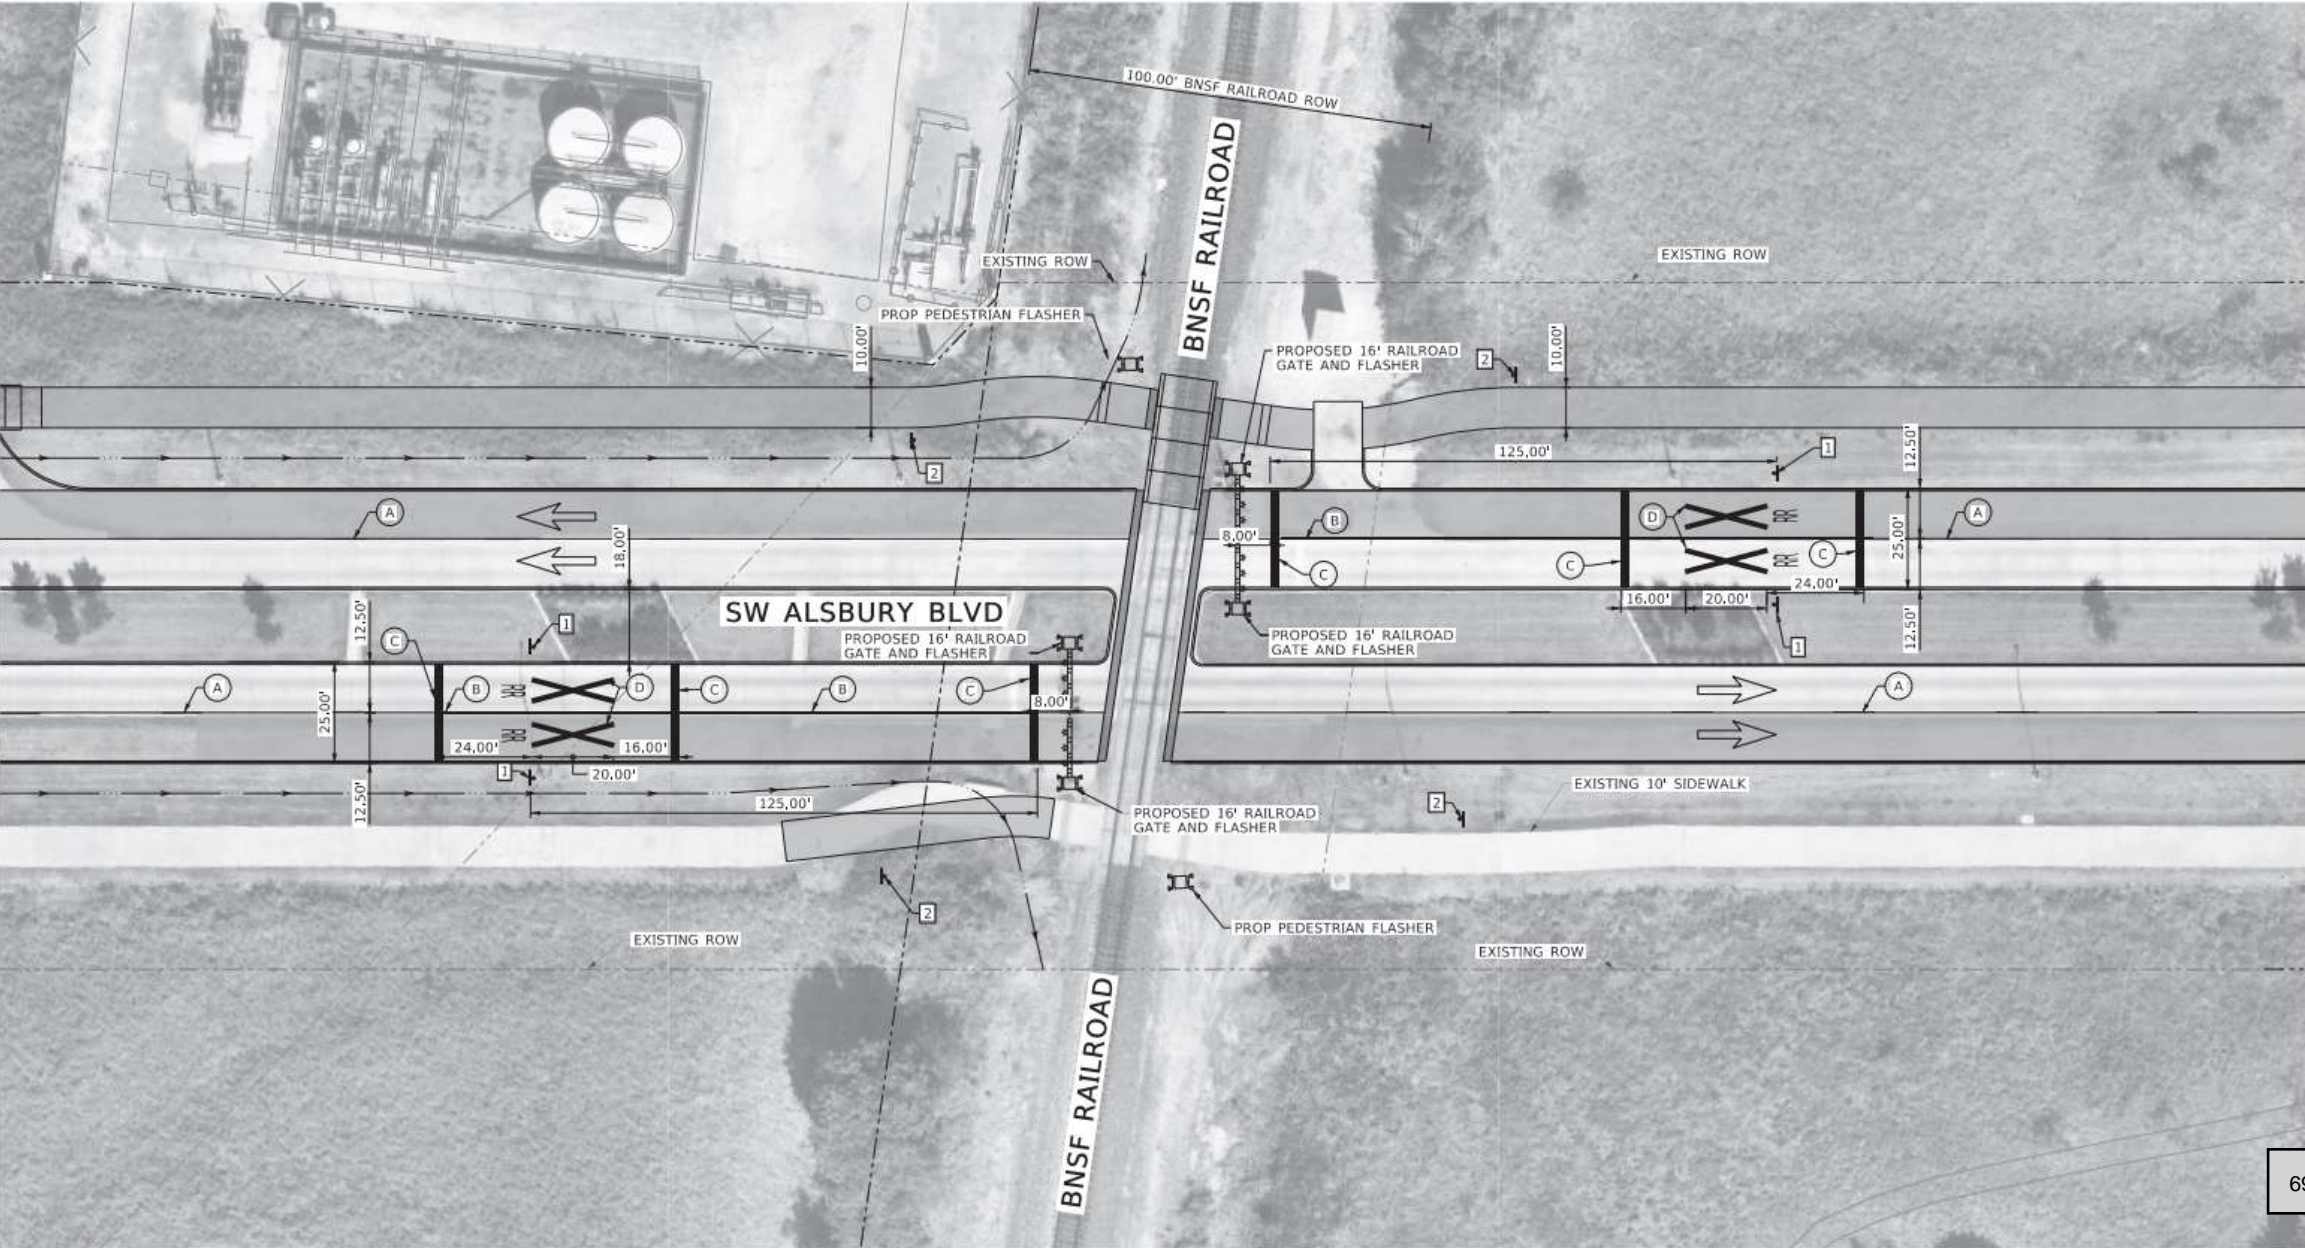 100.00' BNSF RAILROAD ROW
BNSF RAILROAD
EXISTING ROW
EXISTING ROW
PROP PEDESTRIAN FLASHER
10.00'
PROPOSED 16' RAILROAD
GATE AND FLASHER
2
10.00'
2
125.00'
1
12.50'
A
18.00'
8.00'
B
C
C
D
RR
RR
C
25.00'
A
24.00'
16.00'
20.00'
12.50'
1
SW ALSBURY BLVD
12.50'
C
1
PROPOSED 16' RAILROAD
GATE AND FLASHER
PROPOSED 16' RAILROAD
GATE AND FLASHER
A
25.00'
B
RR
RR
D
C
B
C
8.00'
A
24.00'
16.00'
1
20.00'
12.50'
125.00'
PROPOSED 16' RAILROAD
GATE AND FLASHER
EXISTING 10' SIDEWALK
2
2
PROP PEDESTRIAN FLASHER
EXISTING ROW
EXISTING ROW
BNSF RAILROAD